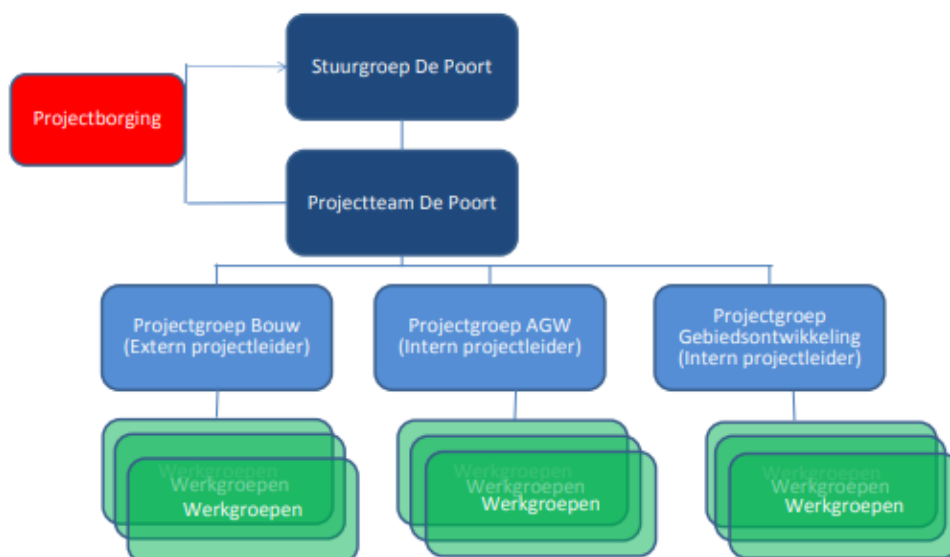 Stuurgroep De Poort
Projectborging
Projectteam De Poort
Projectgroep Bouw
(Extern projectleider)
Projectgroep AGW
(Intern projectleider)
Projectgroep
Gebiedsontwikkeling
(Intern projectleider)
Werkgroepen
Werkgroepen
Werkgroepen
Werkgroepen
Werkgroepen
Werkgroepen
Werkgroepen
Werkgroepen
Werkgroepen